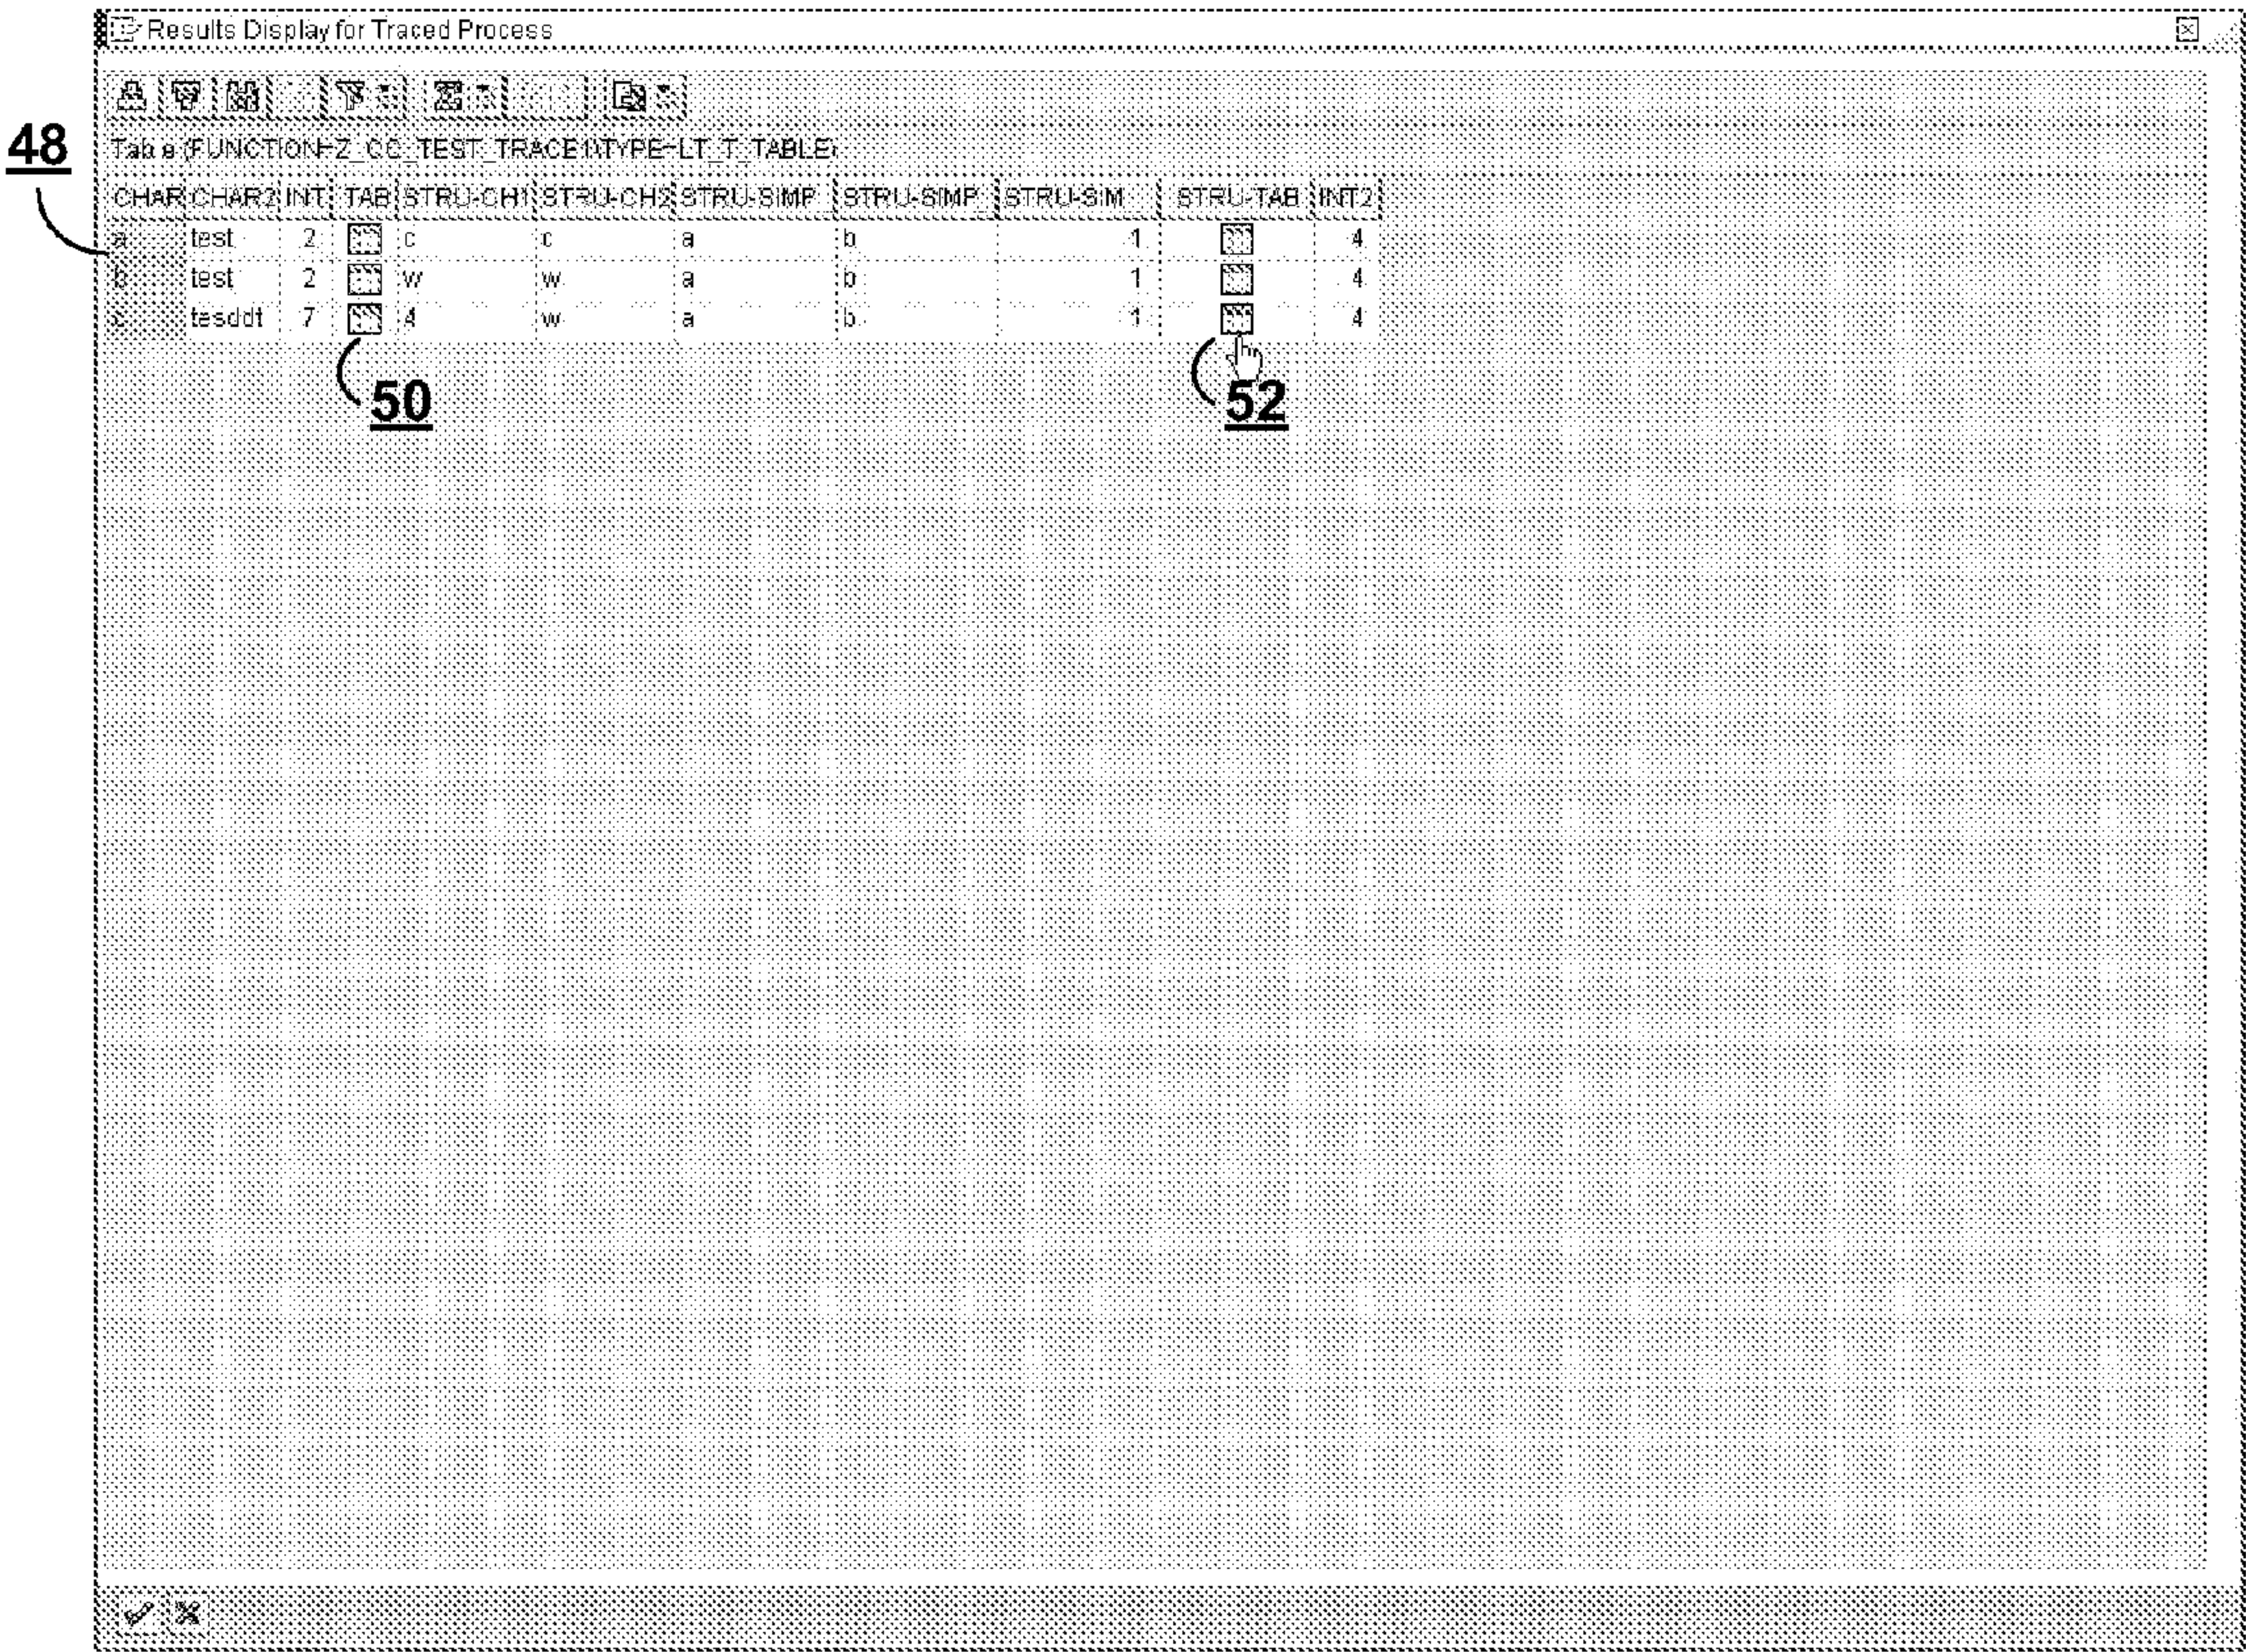 Results Display for Traced Process
48
Table (FUNCTION=Z_CC_TEST_TRACE1\TYPE=LT_T_TABLE)
CHAR CHAR2 INT TAB STRU-CH1 STRU-CH2 STRU-SIMP STRU-SIMP STRU-SIM STRU-TAB INT2
a test 2 c c a b 1 4
b test 2 w w a b 1 4
c tesddt 7 4 w a b 1 4
50 52